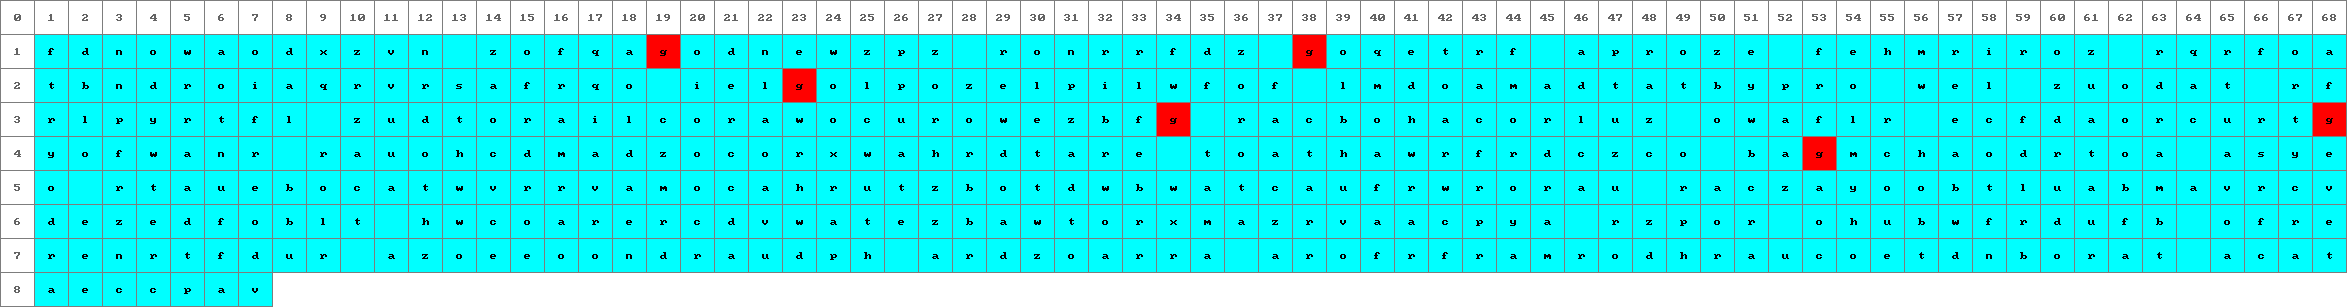 0 1 2 3 4 5 6 7 8 9 10 11 12 13 14 15 16 17 18 19 20 21 22 23 24 25 26 27 28 29 30 31 32 33 34 35 36 37 38 39 40 41 42 43 44 45 46 47 48 49 50 51 52 53 54 55 56 57 58 59 60 61 62 63 64 65 66 67 68
1 f d n o w a o d x z v n z o f q a g o d n e w z p z r o n r r f d z g o q e t r f a p r o z e f e h m r i r o z r q r f o a
2 t b n d r o i a q r v r s a f r q o i e l g o l p o z e l p i l w f o f l m d o a m a d t a t b y p r o w e l z u o d a t r f
3 r l p y r t f l z u d t o r a i l c o r a w o c u r o w e z b f g r a c b o h a c o r l u z o w a f l r e c f d a o r c u r t g
4 y o f w a n r r a u o h c d m a d z o c o r x w a h r d t a r e t o a t h a w r f r d c z c o b a g m c h a o d r t o a a s y e
5 o r t a u e b o c a t w v r r v a m o c a h r u t z b o t d w b w a t c a u f r w r o r a u r a c z a y o o b t l u a b m a v r c v
6 d e z e d f o b l t h w c o a r e r c d v w a t e z b a w t o r x m a z r v a a c p y a r z p o r o h u b w f r d u f b o f r e
7 r e n r t f d u r a z o e e o o n d r a u d p h a r d z o a r r a a r o f r f r a m r o d h r a u c o e t d n b o r a t a c a t
8 a e c c p a v